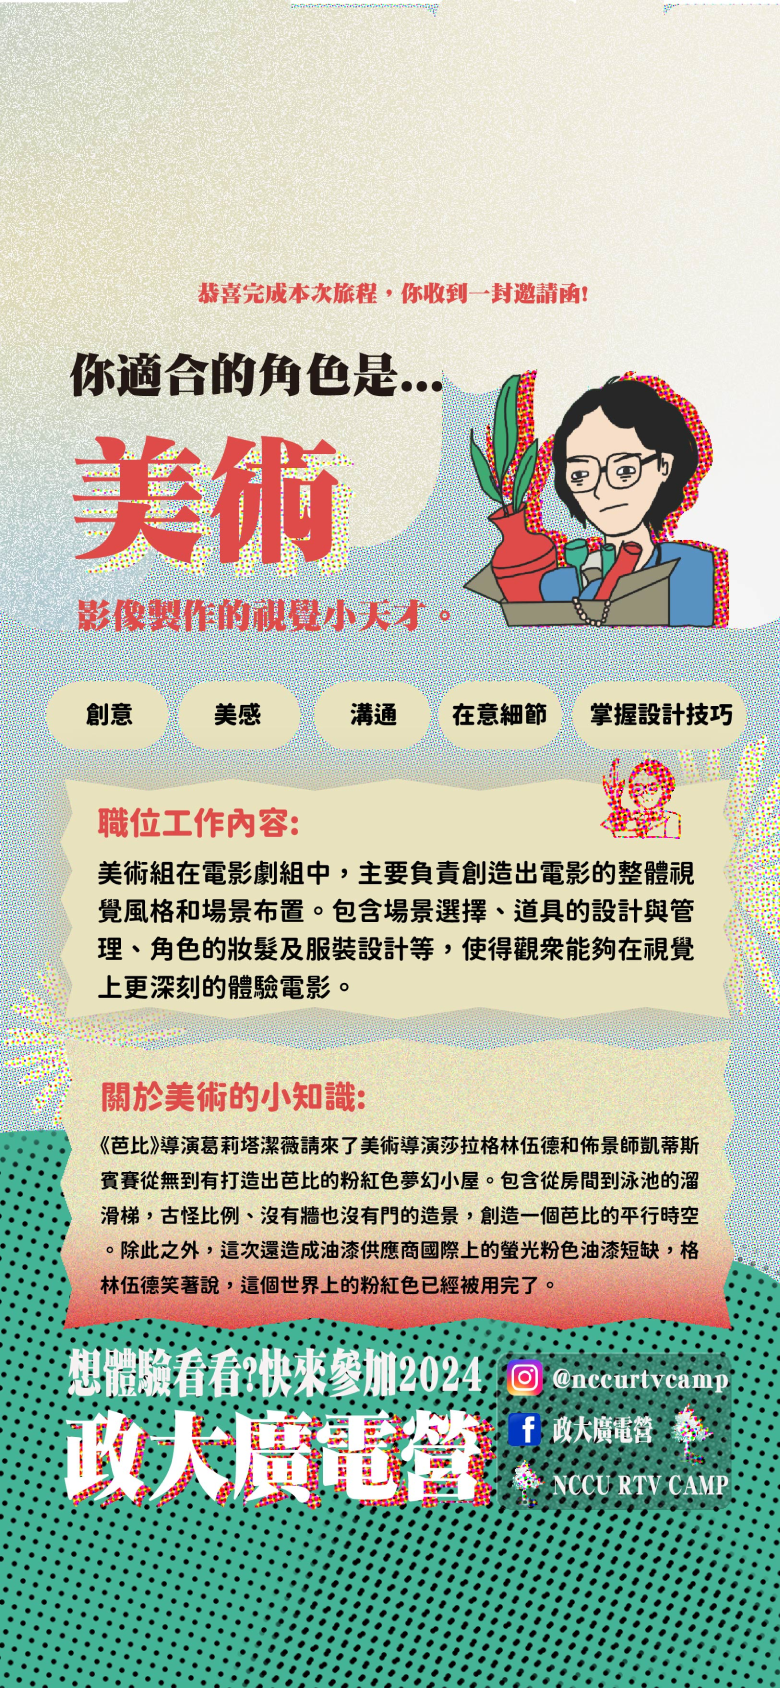 恭喜完成本次旅程，你收到一封邀請函!
你適合的角色是...
美術
影像製作的視覺小天才。
創意
美感
溝通
在意細節
掌握設計技巧
職位工作內容:
美術組在電影劇組中，主要負責創造出電影的整體視
覺風格和場景布置。包含場景選擇、道具的設計與管
理、角色的妝髮及服裝設計等，使得觀衆能夠在視覺
上更深刻的體驗電影。
關於美術的小知識:
《芭比》導演葛莉塔潔薇請來了美術導演莎拉格林伍德和佈景師凱蒂斯
賓賽從無到有打造出芭比的粉紅色夢幻小屋。包含從房間到泳池的溜
滑梯，古怪比例、沒有牆也沒有門的造景，創造一個芭比的平行時空
。除此之外，這次還造成油漆供應商國際上的螢光粉色油漆短缺，格
林伍德笑著說，這個世界上的粉紅色已經被用完了。
想體驗看看?快來參加2024
政大廣電營
@nccurtvcamp
政大廣電營
NCCU RTV CAMP